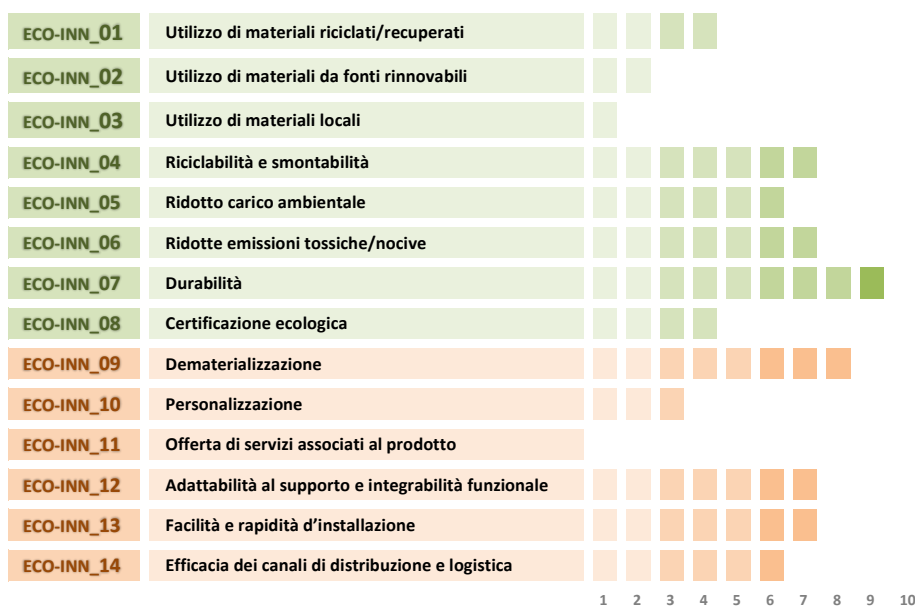 ECO-INN_01 Utilizzo di materiali riciclati/recuperati
ECO-INN_02 Utilizzo di materiali da fonti rinnovabili
ECO-INN_03 Utilizzo di materiali locali
ECO-INN_04 Riciclabilità e smontabilità
ECO-INN_05 Ridotto carico ambientale
ECO-INN_06 Ridotte emissioni tossiche/nocive
ECO-INN_07 Durabilità
ECO-INN_08 Certificazione ecologica
ECO-INN_09 Dematerializzazione
ECO-INN_10 Personalizzazione
ECO-INN_11 Offerta di servizi associati al prodotto
ECO-INN_12 Adattabilità al supporto e integrabilità funzionale
ECO-INN_13 Facilità e rapidità d’installazione
ECO-INN_14 Efficacia dei canali di distribuzione e logistica
1 2 3 4 5 6 7 8 9 10